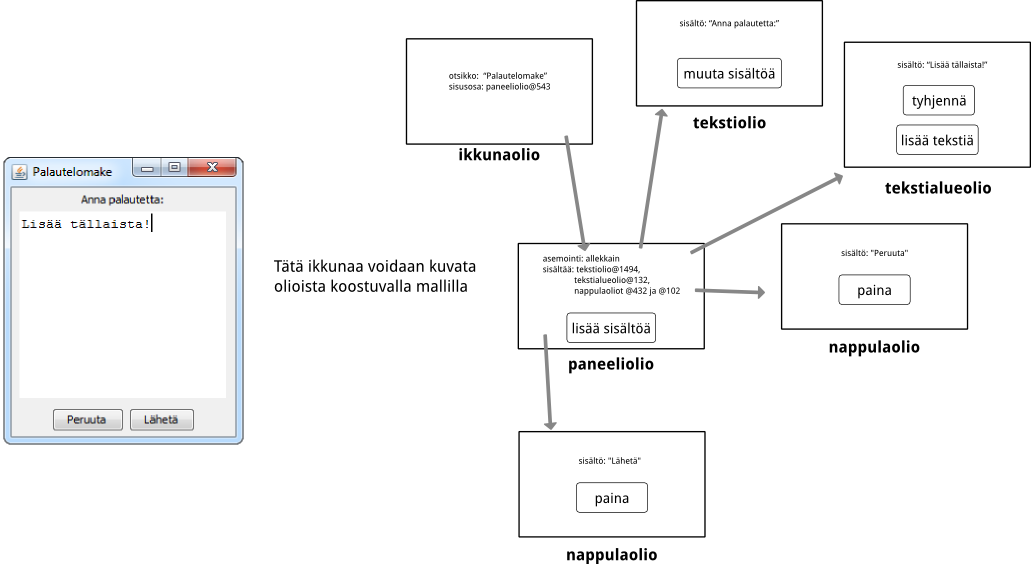 Palautelomake
Anna palautetta:
Lisää tällaista!
Peruuta
Lähetä
Tätä ikkunaa voidaan kuvata
olioista koostuvalla mallilla
otsikko: “Palautelomake”
sisusosa: paneeliolio@543
ikkunaolio
sisältö: “Anna palautetta:”
muuta sisältöä
tekstiolio
sisältö: “Lisää tällaista!”
tyhjennä
lisää tekstiä
tekstialueolio
asemointi: allekkain
sisältää: tekstiolio@1494,
tekstialueolio@132,
nappulaoliot @432 ja @102
lisää sisältöä
paneeliolio
sisältö: "Peruuta"
paina
nappulaolio
sisältö: "Lähetä"
paina
nappulaolio